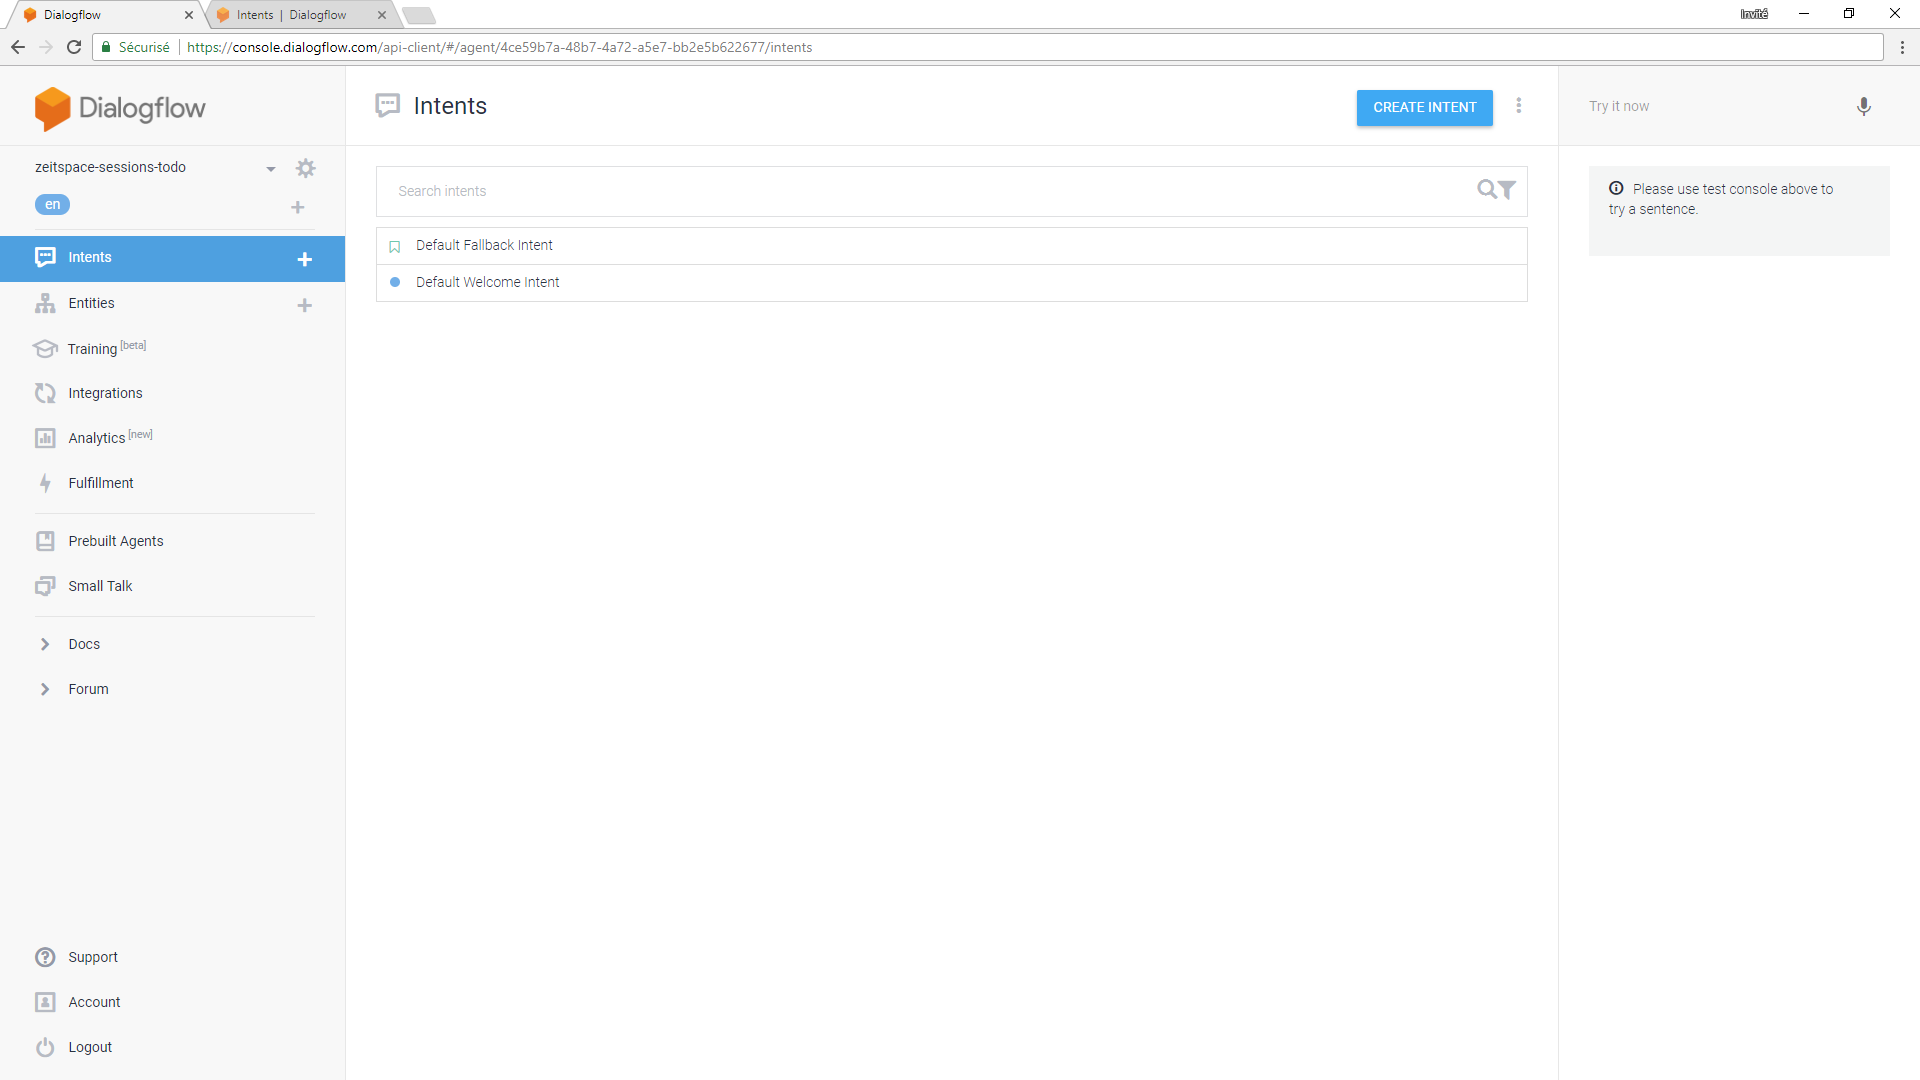 Dialogflow
Intents | Dialogflow
Invité
Sécurisé
https://console.dialogflow.com/api-client/#/agent/4ce59b7a-48b7-4a72-a5e7-bb2e5b622677/intents
Dialogflow
Intents
CREATE INTENT
Try it now
zeitspace-sessions-todo
en
Search intents
Please use test console above to
try a sentence.
Default Fallback Intent
Default Welcome Intent
Intents
Entities
Training [beta]
Integrations
Analytics [new]
Fulfillment
Prebuilt Agents
Small Talk
Docs
Forum
Support
Account
Logout